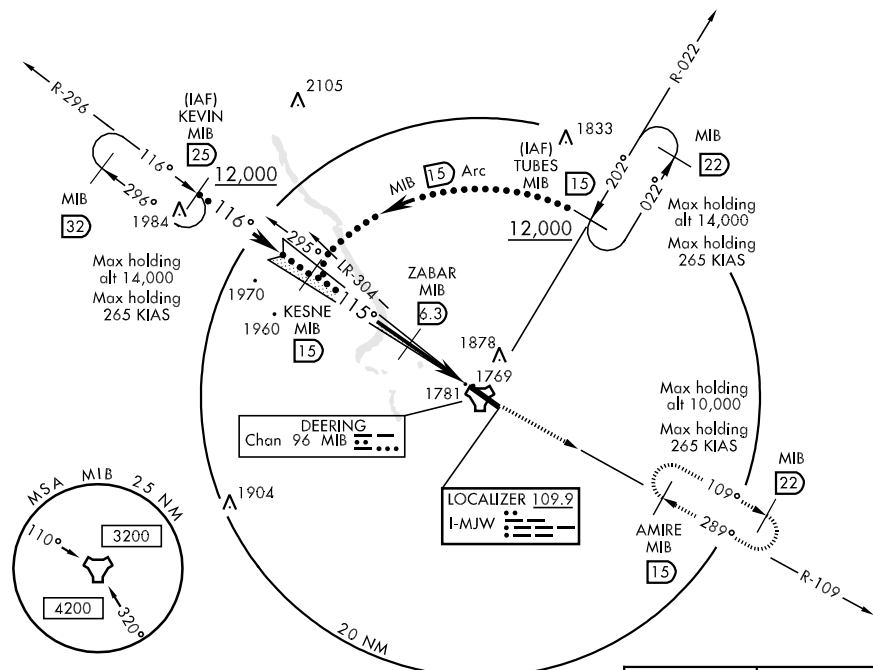 R-296
(IAF)
KEVIN
MIB
25
12,000
116°
296°
MIB
32
1984
116°
Max holding
alt 14,000
Max holding
265 KIAS
2105
1970
1960
295°
LR-304
115°
KESNE
MIB
15
MIB 15 Arc
ZABAR
MIB
6.3
1833
(IAF)
TUBES
MIB
15
12,000
R-022
202°
022°
MIB
22
Max holding
alt 14,000
Max holding
265 KIAS
1878
1769
1781
DEERING
Chan 96 MIB
LOCALIZER 109.9
I-MJW
Max holding
alt 10,000
Max holding
265 KIAS
MIB
22
109°
289°
AMIRE
MIB
15
R-109
1904
20 NM
MSA MIB 25 NM
110°
3200
4200
320°